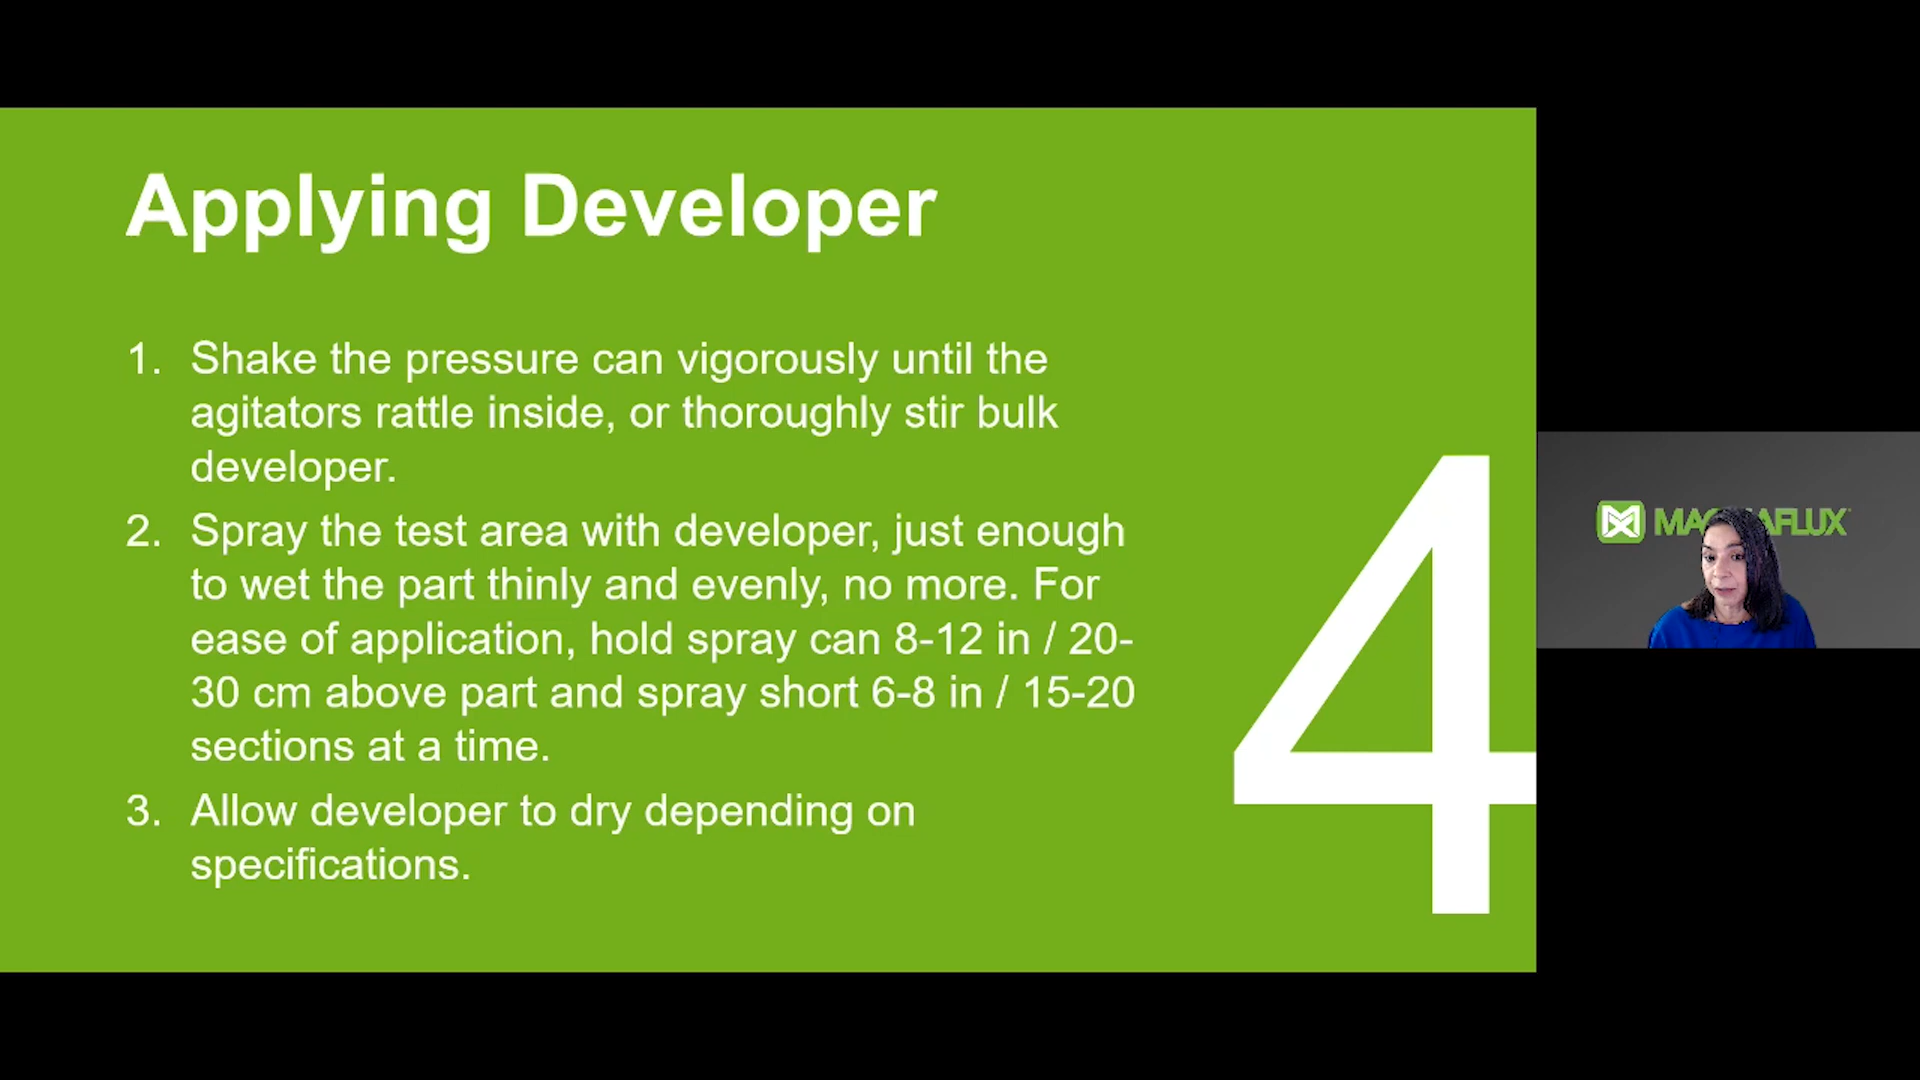 Applying Developer
1. Shake the pressure can vigorously until the
agitators rattle inside, or thoroughly stir bulk
developer.
2. Spray the test area with developer, just enough
to wet the part thinly and evenly, no more. For
ease of application, hold spray can 8-12 in / 20-
30 cm above part and spray short 6-8 in / 15-20
sections at a time.
3. Allow developer to dry depending on
specifications.
4
MAGNAFLUX